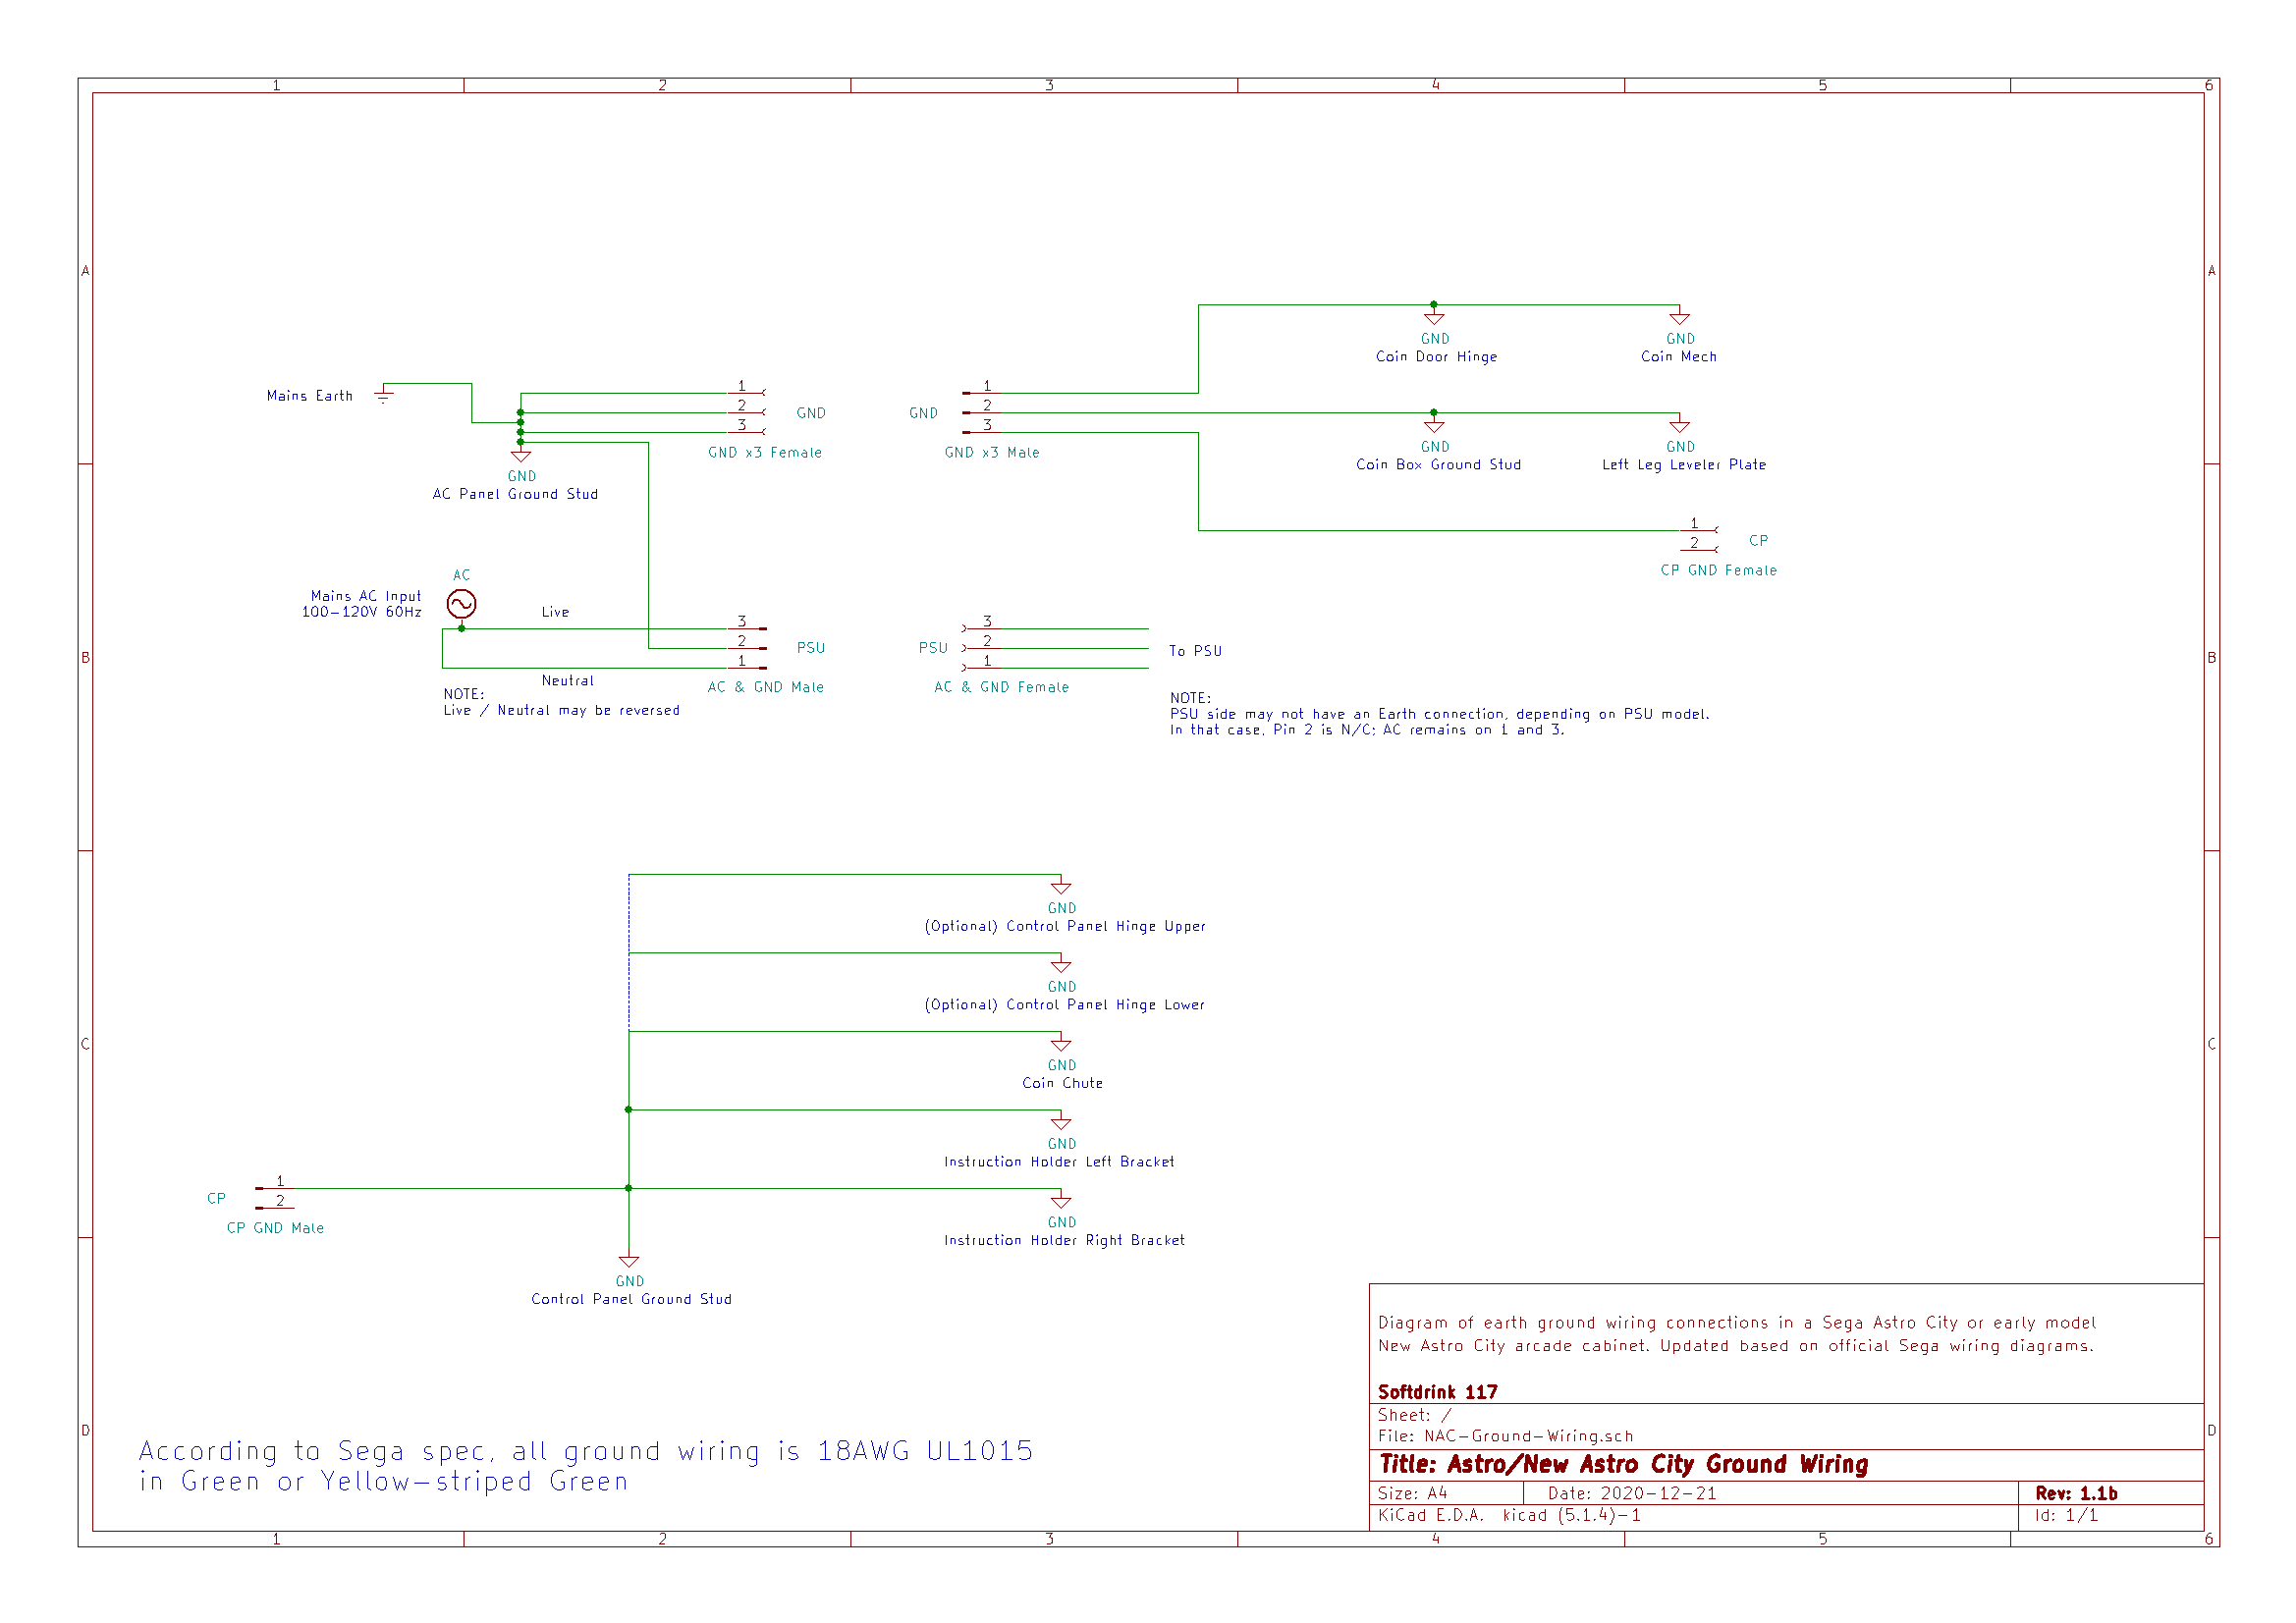 1 2 3 4 5 6
A A
Mains Earth
1
2
3
GND
GND x3 Female
GND
AC Panel Ground Stud
GND
1
2
3
GND x3 Male
GND
Coin Door Hinge
GND
Coin Mech
GND
Coin Box Ground Stud
GND
Left Leg Leveler Plate
1
2
CP
CP GND Female
AC
Mains AC Input
100-120V 60Hz
Live
Neutral
NOTE:
Live / Neutral may be reversed
3
2
1
PSU
AC & GND Male
PSU
3
2
1
AC & GND Female
To PSU
NOTE:
PSU side may not have an Earth connection, depending on PSU model.
In that case, Pin 2 is N/C; AC remains on 1 and 3.
B B
GND
(Optional) Control Panel Hinge Upper
GND
(Optional) Control Panel Hinge Lower
GND
Coin Chute
GND
Instruction Holder Left Bracket
GND
Instruction Holder Right Bracket
C C
CP
1
2
CP GND Male
GND
Control Panel Ground Stud
According to Sega spec, all ground wiring is 18AWG UL1015
in Green or Yellow-striped Green
Diagram of earth ground wiring connections in a Sega Astro City or early model
New Astro City arcade cabinet. Updated based on official Sega wiring diagrams.
Softdrink 117
Sheet: /
File: NAC-Ground-Wiring.sch
Title: Astro/New Astro City Ground Wiring
Size: A4 Date: 2020-12-21 Rev: 1.1b
KiCad E.D.A. kicad (5.1.4)-1 Id: 1/1
D D
1 2 3 4 5 6